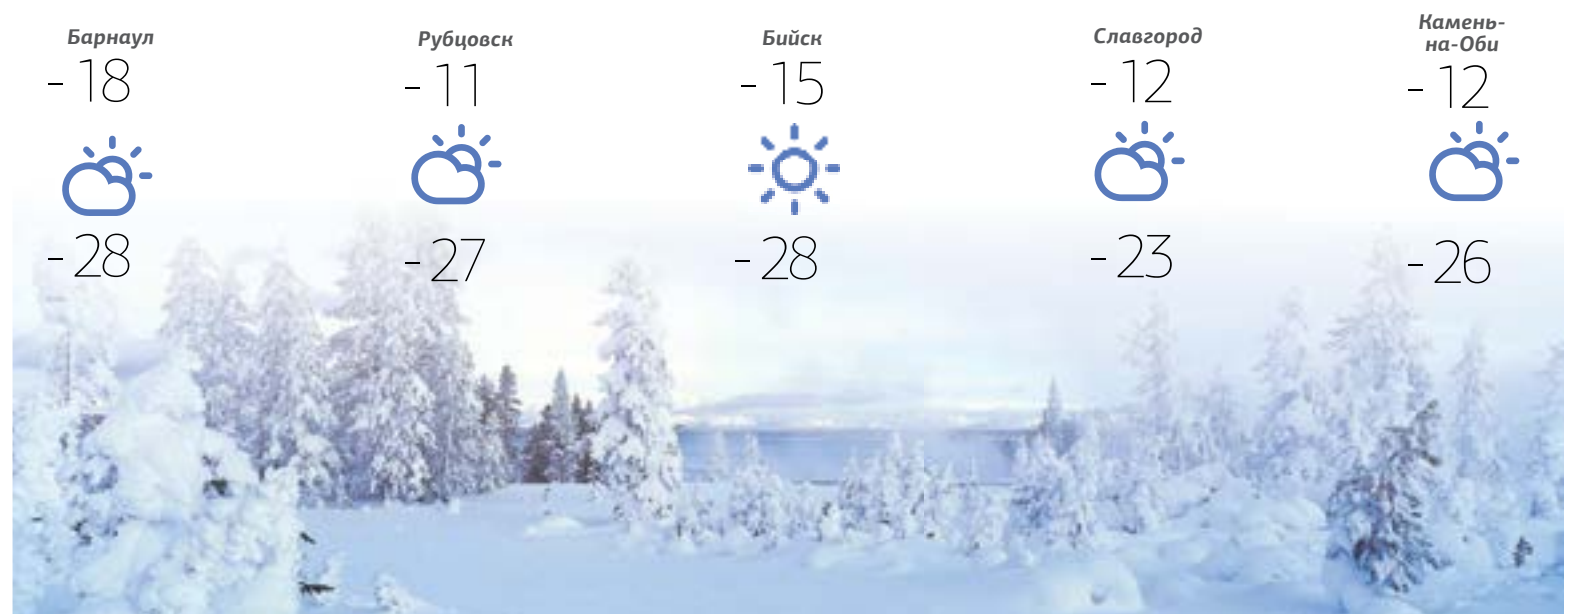 Барнаул
- 18
- 28
Рубцовск
- 11
- 27
Бийск
- 15
- 28
Славгород
- 12
- 23
Камень-
на-Оби
- 12
- 26